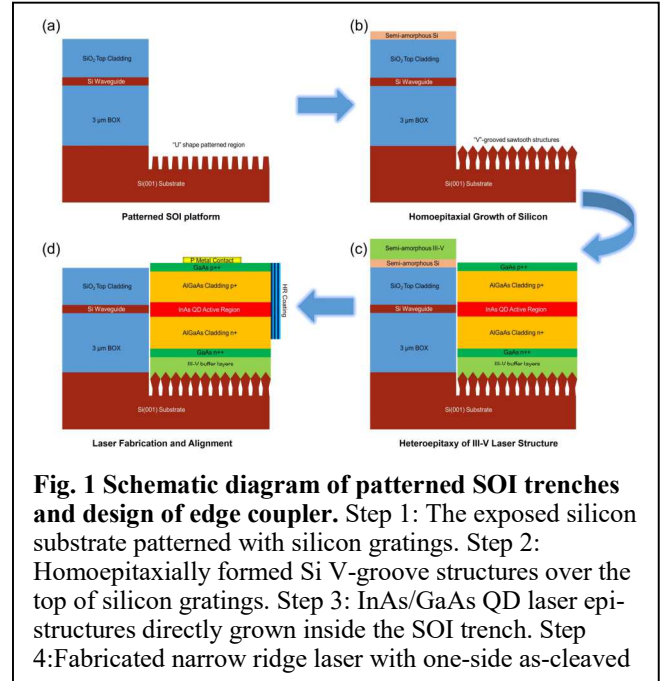 (a)
SiO₂ Top Cladding
Si Waveguide
3 μm BOX
"U" shape patterned region
Si(001) Substrate
Patterned SOI platform
(b)
Semi-amorphous Si
SiO₂ Top Cladding
Si Waveguide
3 μm BOX
"V"-grooved sawtooth structures
Si(001) Substrate
Homoepitaxial Growth of Silicon
(d)
P Metal Contact
GaAs p++
SiO₂ Top Cladding
AlGaAs Cladding p+
HR Coating
Si Waveguide
InAs QD Active Region
3 μm BOX
AlGaAs Cladding n+
GaAs n++
III-V buffer layers
Si(001) Substrate
Laser Fabrication and Alignment
(c)
Semi-amorphous III-V
Semi-amorphous Si
GaAs p++
SiO₂ Top Cladding
AlGaAs Cladding p+
Si Waveguide
InAs QD Active Region
3 μm BOX
AlGaAs Cladding n+
GaAs n++
III-V buffer layers
Si(001) Substrate
Heteroepitaxy of III-V Laser Structure
Fig. 1 Schematic diagram of patterned SOI trenches
and design of edge coupler. Step 1: The exposed silicon
substrate patterned with silicon gratings. Step 2:
Homoepitaxially formed Si V-groove structures over the
top of silicon gratings. Step 3: InAs/GaAs QD laser epi-
structures directly grown inside the SOI trench. Step
4:Fabricated narrow ridge laser with one-side as-cleaved